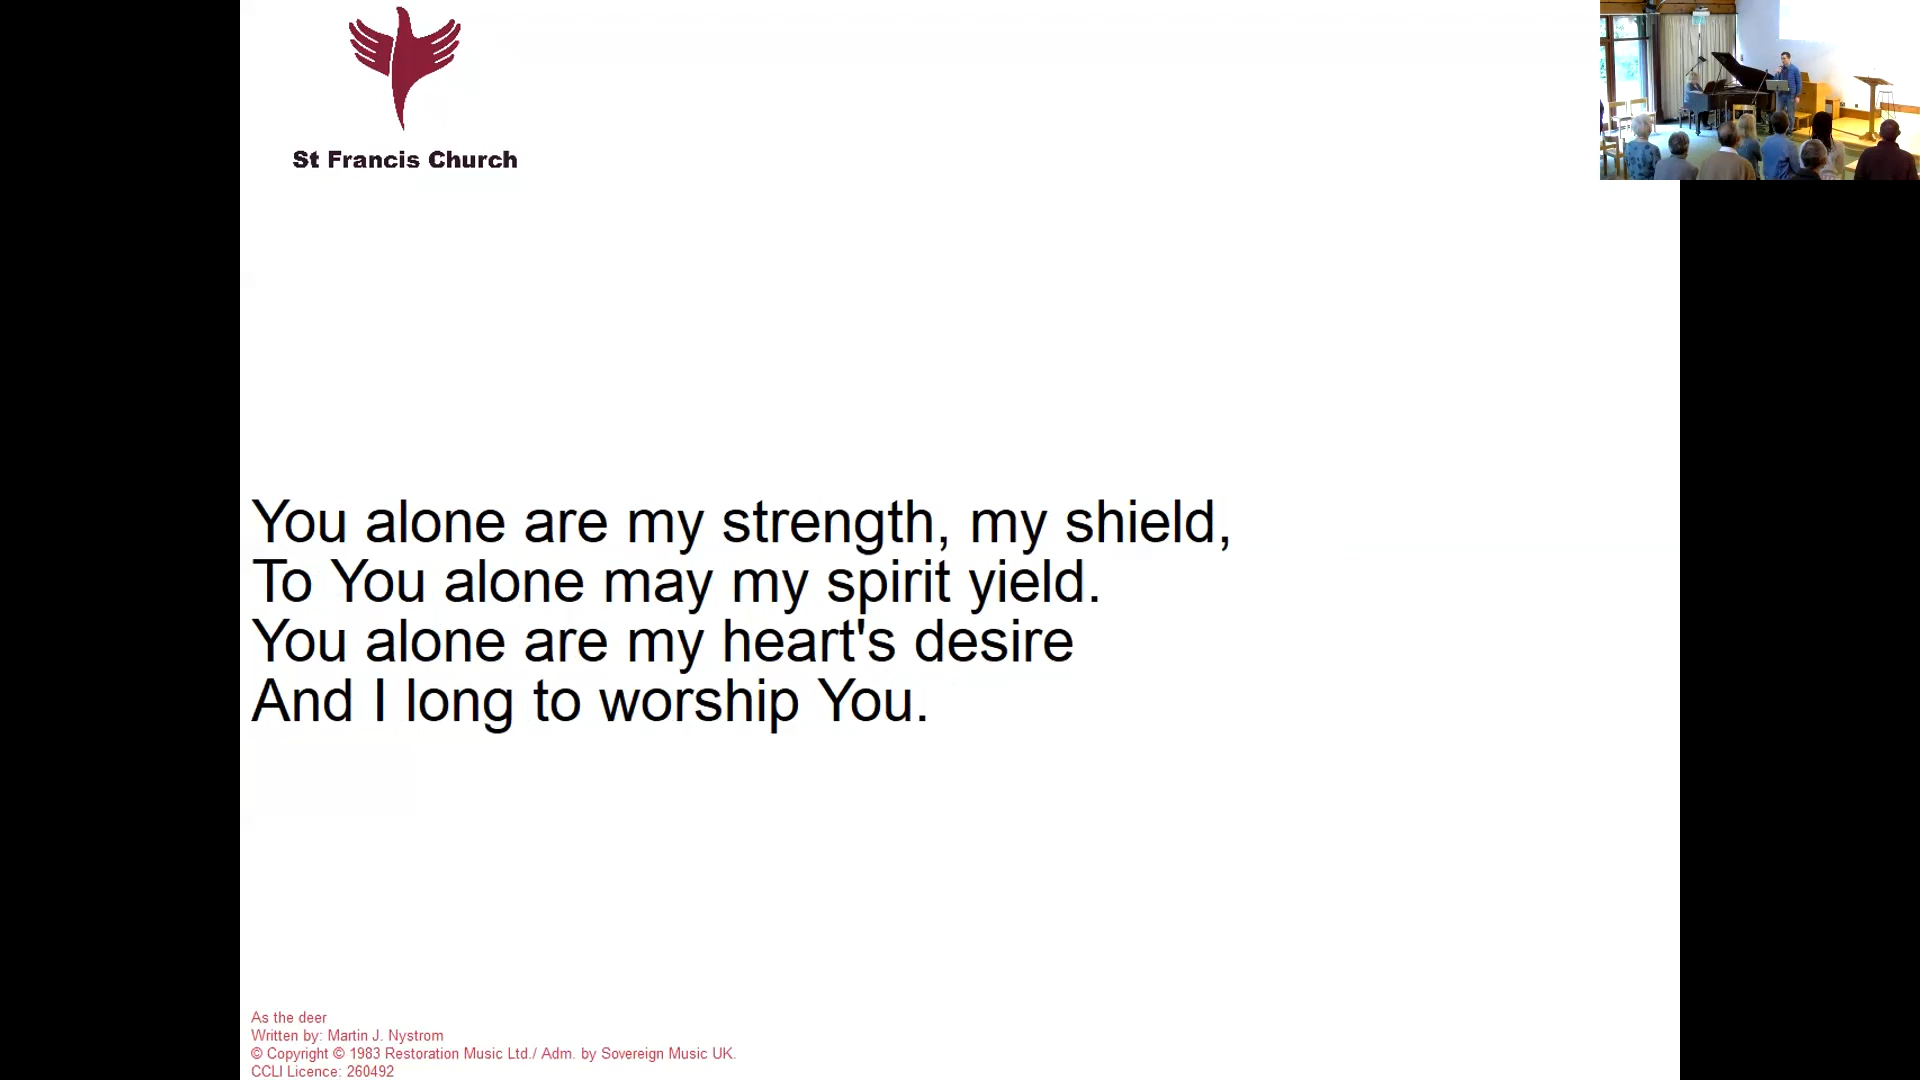 St Francis Church
You alone are my strength, my shield,
To You alone may my spirit yield.
You alone are my heart's desire
And I long to worship You.
As the deer
Written by: Martin J. Nystrom
© Copyright © 1983 Restoration Music Ltd./ Adm. by Sovereign Music UK.
CCLI Licence: 260492